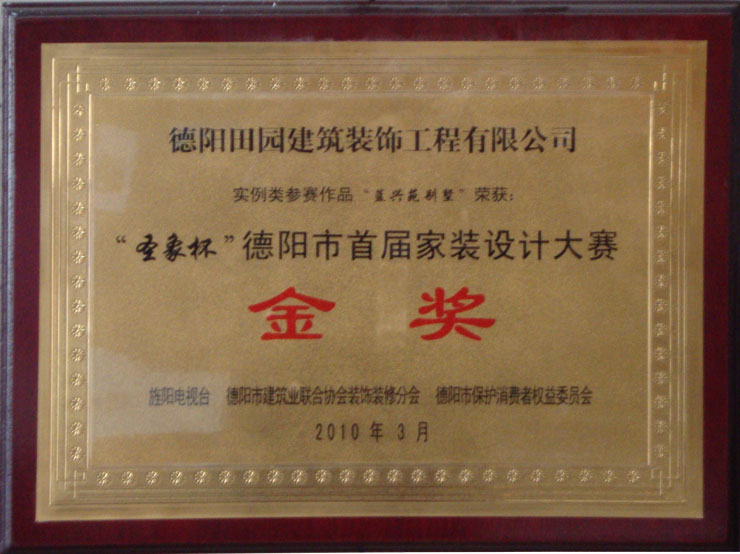 德阳田园建筑装饰工程有限公司
实例类参赛作品“蓝兴苑别墅”荣获:
“圣象杯”德阳市首届家装设计大赛
金奖
旌阳电视台 德阳市建筑业联合协会装饰装修分会 德阳市保护消费者权益委员会
2010年3月